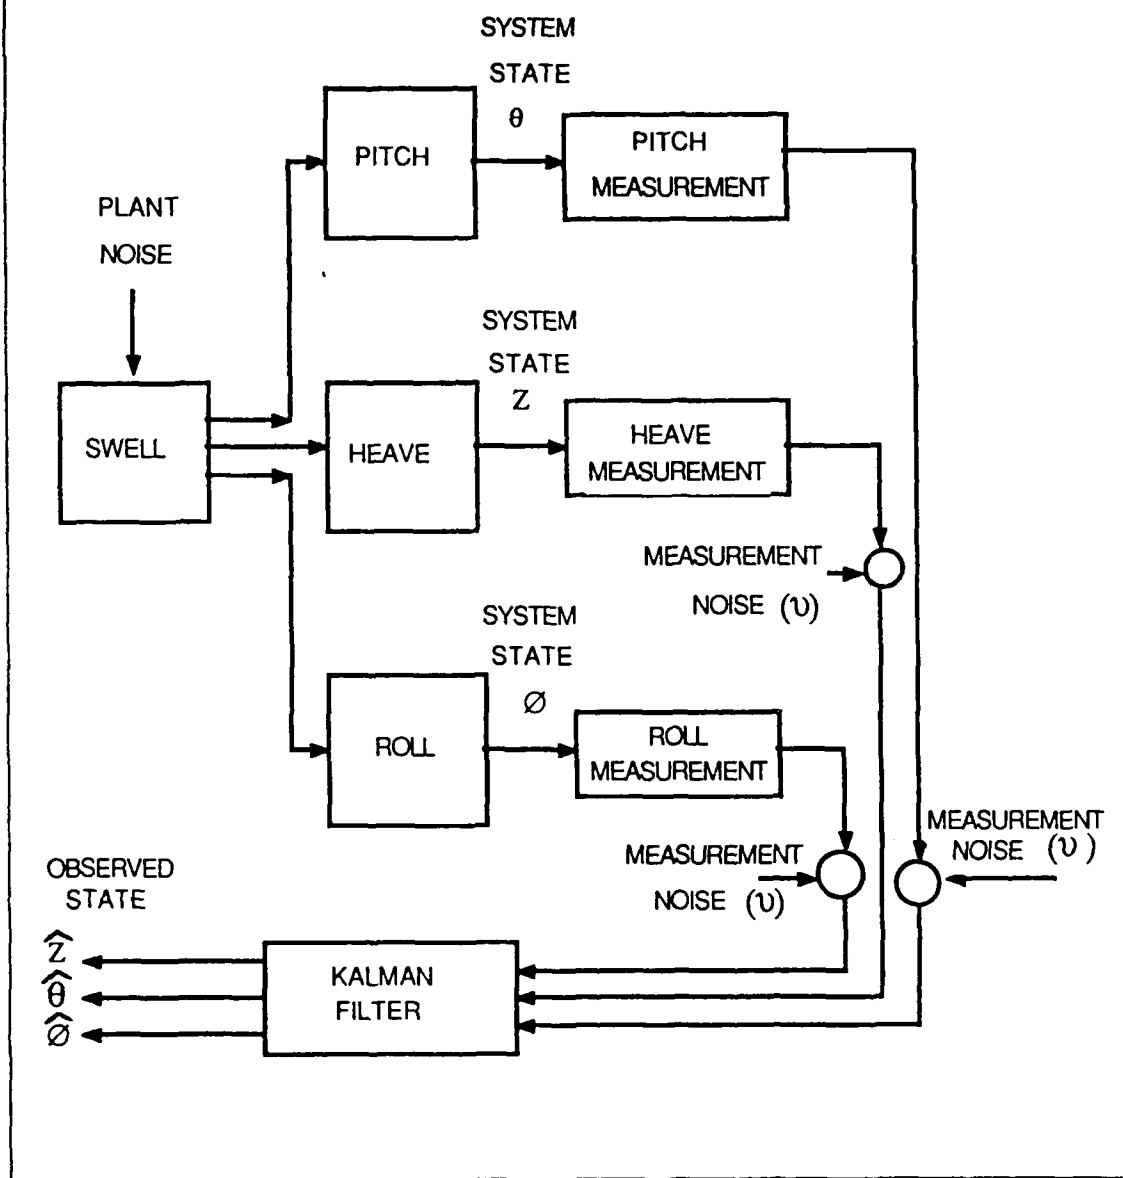 SYSTEM
STATE
θ
PITCH
PITCH
MEASUREMENT
PLANT
NOISE
SYSTEM
STATE
Z
SWELL
HEAVE
HEAVE
MEASUREMENT
MEASUREMENT
NOISE (υ)
SYSTEM
STATE
Ø
ROLL
ROLL
MEASUREMENT
MEASUREMENT
NOISE (υ)
MEASUREMENT
NOISE (υ)
OBSERVED
STATE
Ẑ
θ̂
Ø̂
KALMAN
FILTER